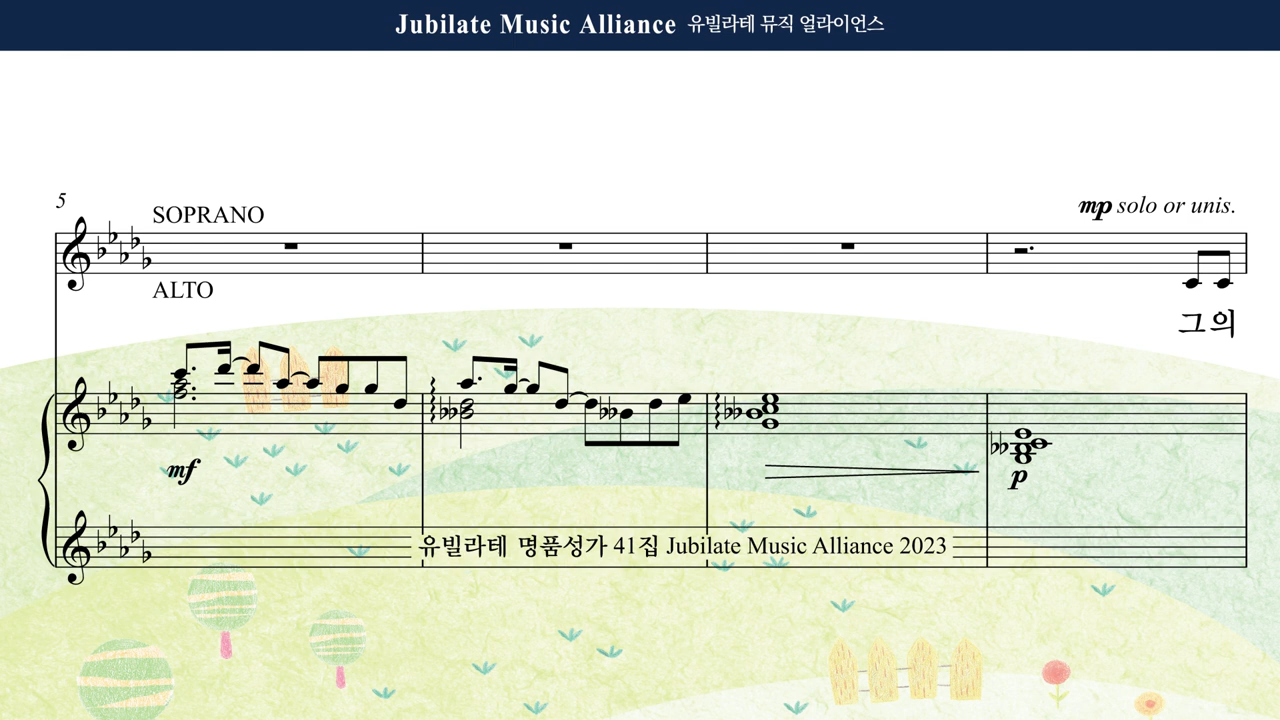 Jubilate Music Alliance 유빌라테 뮤직 얼라이언스
5
SOPRANO
mp solo or unis.
ALTO
그의
mf
p
유빌라테 명품성가 41집 Jubilate Music Alliance 2023